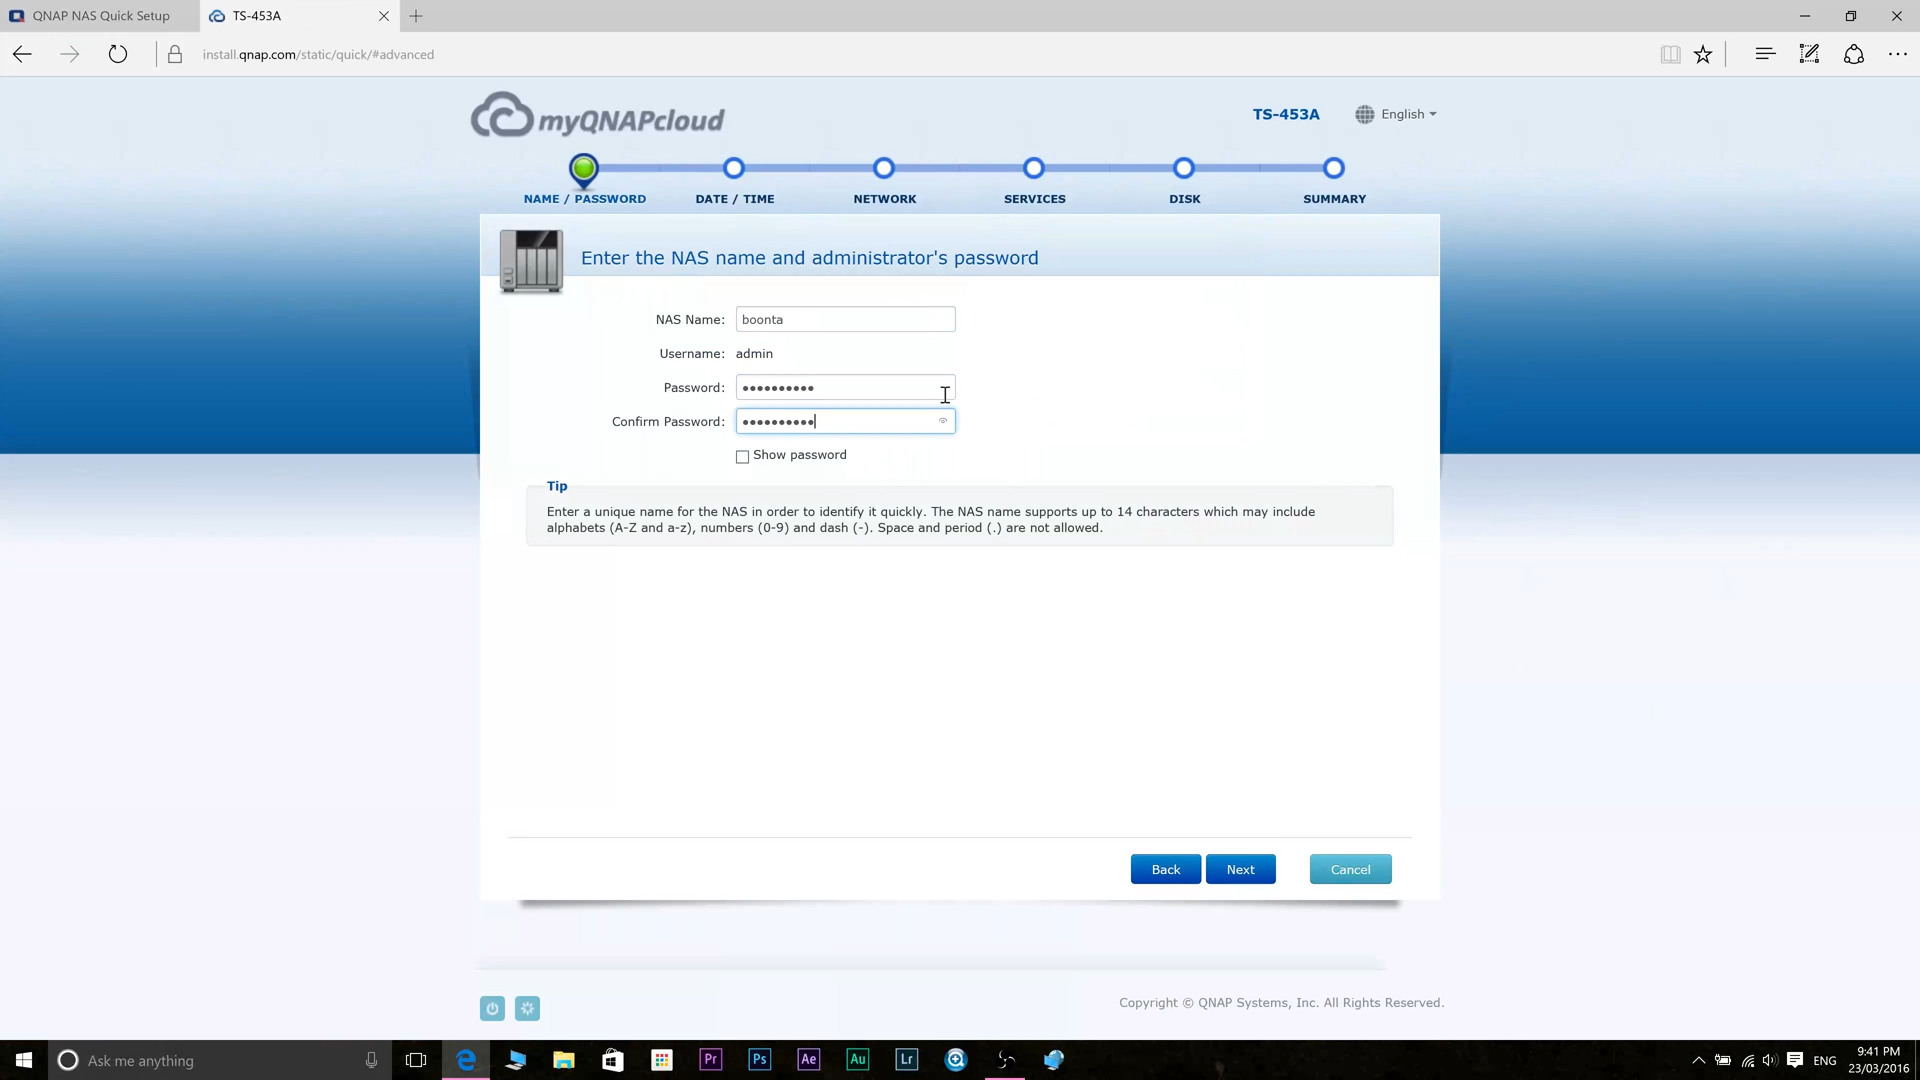 QNAP NAS Quick Setup
TS-453A
install.qnap.com/static/quick/#advanced
myQNAPcloud
TS-453A
English
NAME / PASSWORD
DATE / TIME
NETWORK
SERVICES
DISK
SUMMARY
Enter the NAS name and administrator's password
NAS Name: boonta
Username: admin
Password: ••••••••••
Confirm Password: ••••••••••
Show password
Tip
Enter a unique name for the NAS in order to identify it quickly. The NAS name supports up to 14 characters which may include
alphabets (A-Z and a-z), numbers (0-9) and dash (-). Space and period (.) are not allowed.
Back
Next
Cancel
Copyright © QNAP Systems, Inc. All Rights Reserved.
Ask me anything
Pr
Ps
Ae
Au
Lr
ENG
9:41 PM
23/03/2016